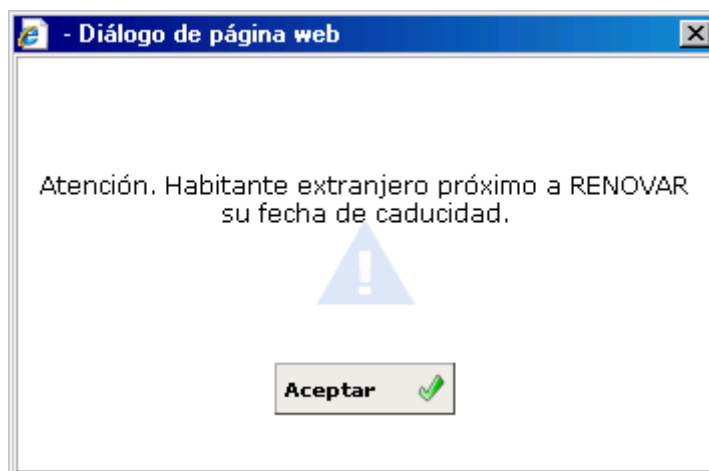 - Diálogo de página web
Atención. Habitante extranjero próximo a RENOVAR
su fecha de caducidad.
Aceptar